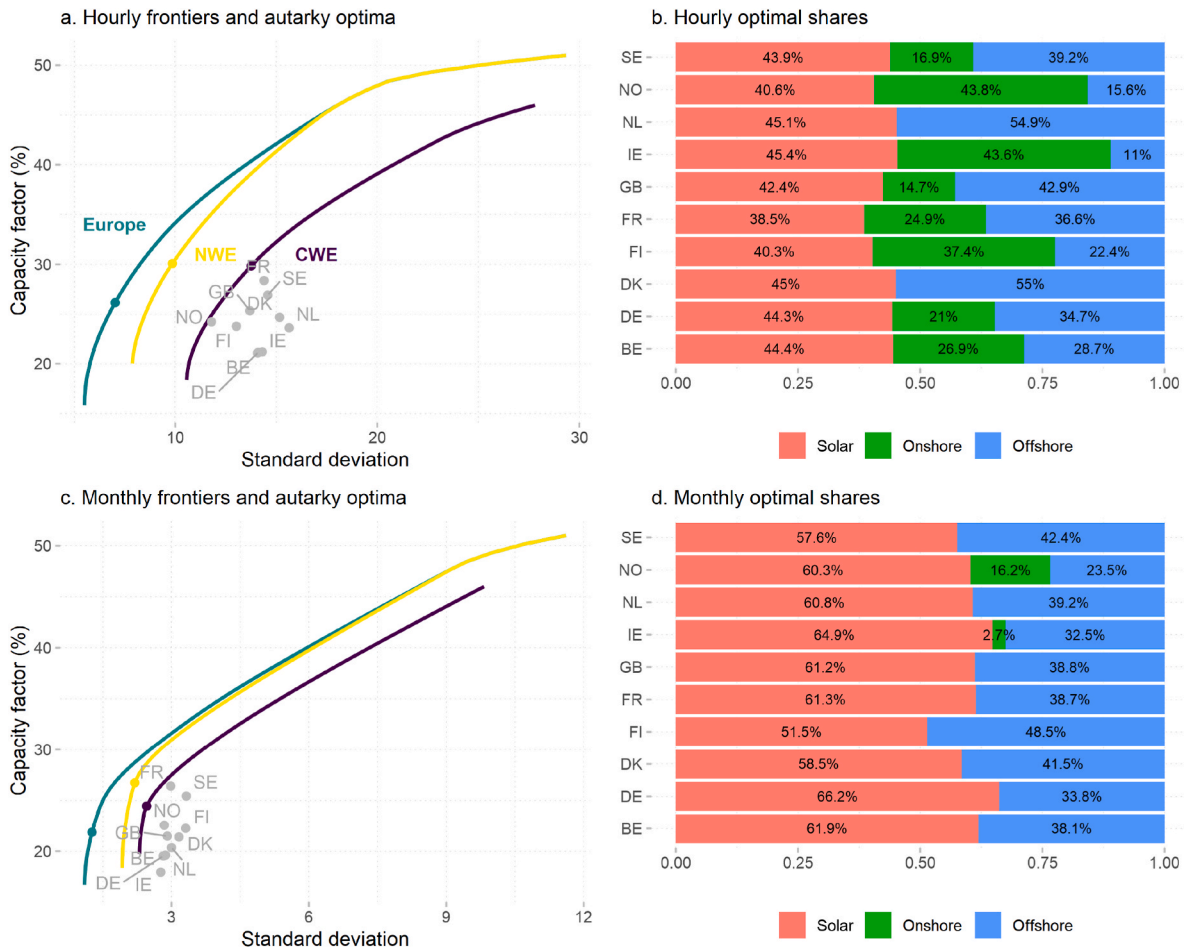 a. Hourly frontiers and autarky optima
Capacity factor (%)
50
40
30
20
10
20
30
Standard deviation
Europe
NWE
CWE
FR
SE
GB
DK
NO
NL
FI
IE
BE
DE
b. Hourly optimal shares
SE 43.9% 16.9% 39.2%
NO 40.6% 43.8% 15.6%
NL 45.1% 54.9%
IE 45.4% 43.6% 11%
GB 42.4% 14.7% 42.9%
FR 38.5% 24.9% 36.6%
FI 40.3% 37.4% 22.4%
DK 45% 55%
DE 44.3% 21% 34.7%
BE 44.4% 26.9% 28.7%
0.00 0.25 0.50 0.75 1.00
Solar Onshore Offshore
c. Monthly frontiers and autarky optima
Capacity factor (%)
50
40
30
20
3
6
9
12
Standard deviation
FR
SE
NO
FI
GB
DK
BE
NL
DE
IE
d. Monthly optimal shares
SE 57.6% 42.4%
NO 60.3% 16.2% 23.5%
NL 60.8% 39.2%
IE 64.9% 2.7% 32.5%
GB 61.2% 38.8%
FR 61.3% 38.7%
FI 51.5% 48.5%
DK 58.5% 41.5%
DE 66.2% 33.8%
BE 61.9% 38.1%
0.00 0.25 0.50 0.75 1.00
Solar Onshore Offshore